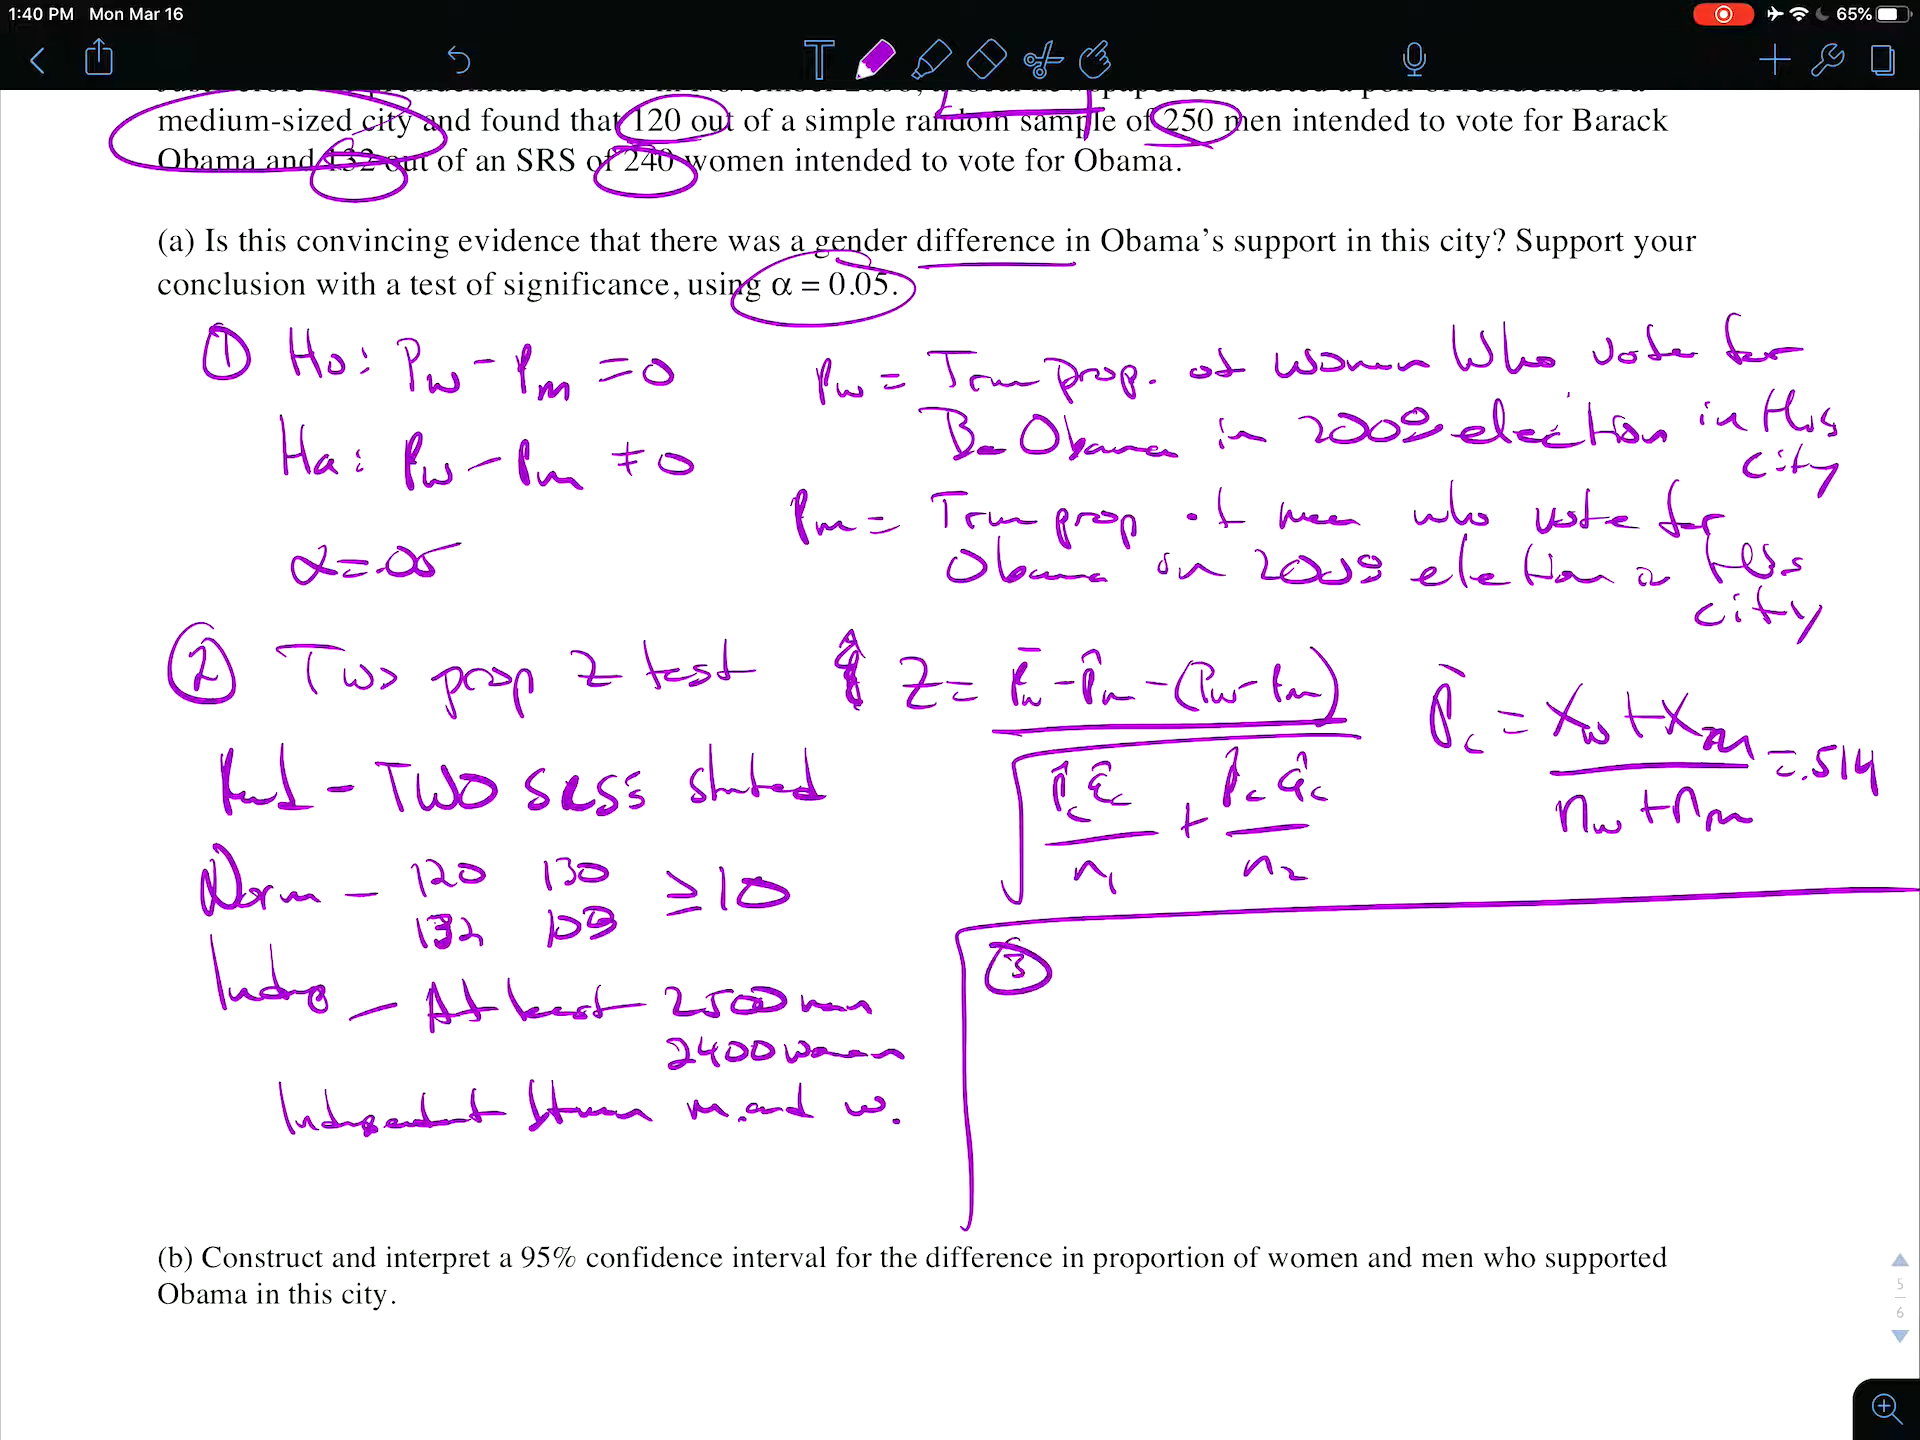 1:40 PM Mon Mar 16
65%
medium-sized city and found that 120 out of a simple random sample of 250 men intended to vote for Barack
Obama and 132 out of an SRS of 240 women intended to vote for Obama.
(a) Is this convincing evidence that there was a gender difference in Obama's support in this city? Support your
conclusion with a test of significance, using α = 0.05.
① Ho: Pw - Pm = 0
Ha: Pw - Pm ≠ 0
α = .05
Pw = True prop. of women who vote for
Obama in 2008 election in this
city
Pm = True prop of men who vote for
Obama in 2008 election in this
city
② Two prop Z test
Z = p̂w - p̂m - (Pw - Pm)
√ p̂c q̂c / n1 + p̂c q̂c / n2
p̂c = Xw + Xm / nw + nm = .514
Rand - TWO SRSs stated
Norm - 120 130 ≥ 10
132 108
Indep - At least 2500 men
2400 women
Independent btween m. and w.
③
(b) Construct and interpret a 95% confidence interval for the difference in proportion of women and men who supported
Obama in this city.
5
6